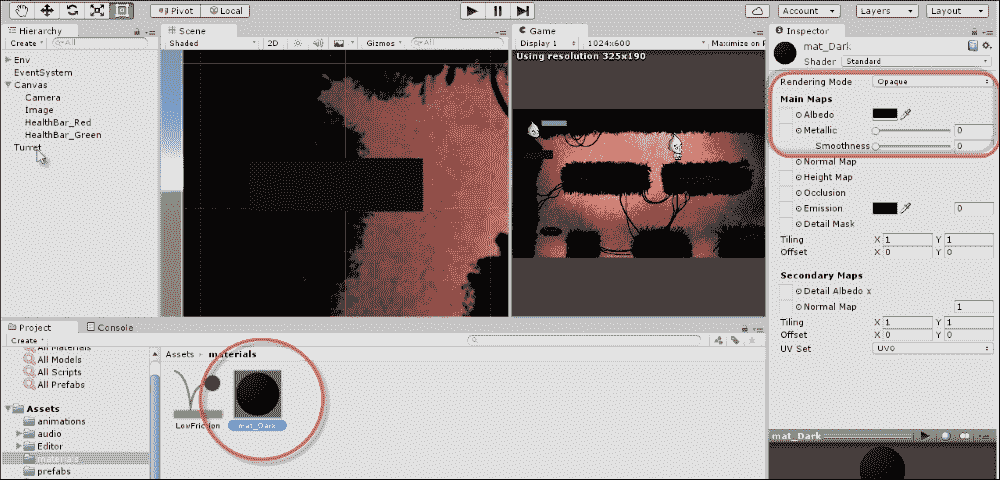 Pivot Local Account Layers Layout
Hierarchy
Create All
Env
EventSystem
Canvas
Camera
Image
HealthBar_Red
HealthBar_Green
Turret
Scene
Shaded 2D Gizmos All
Game
Display 1 1024x600 Maximize on P
Using resolution 325x190
Inspector
mat_Dark
Shader Standard
Rendering Mode Opaque
Main Maps
Albedo
Metallic 0
Smoothness 0
Normal Map
Height Map
Occlusion
Emission 0
Detail Mask
Tiling X 1 Y 1
Offset X 0 Y 0
Secondary Maps
Detail Albedo x
Normal Map 1
Tiling X 1 Y 1
Offset X 0 Y 0
UV Set UV0
mat_Dark
Project Console
Create
All Materials
All Models
All Scripts
All Prefabs
Assets
animations
audio
Editor
materials
prefabs
Assets materials
LowFriction mat_Dark